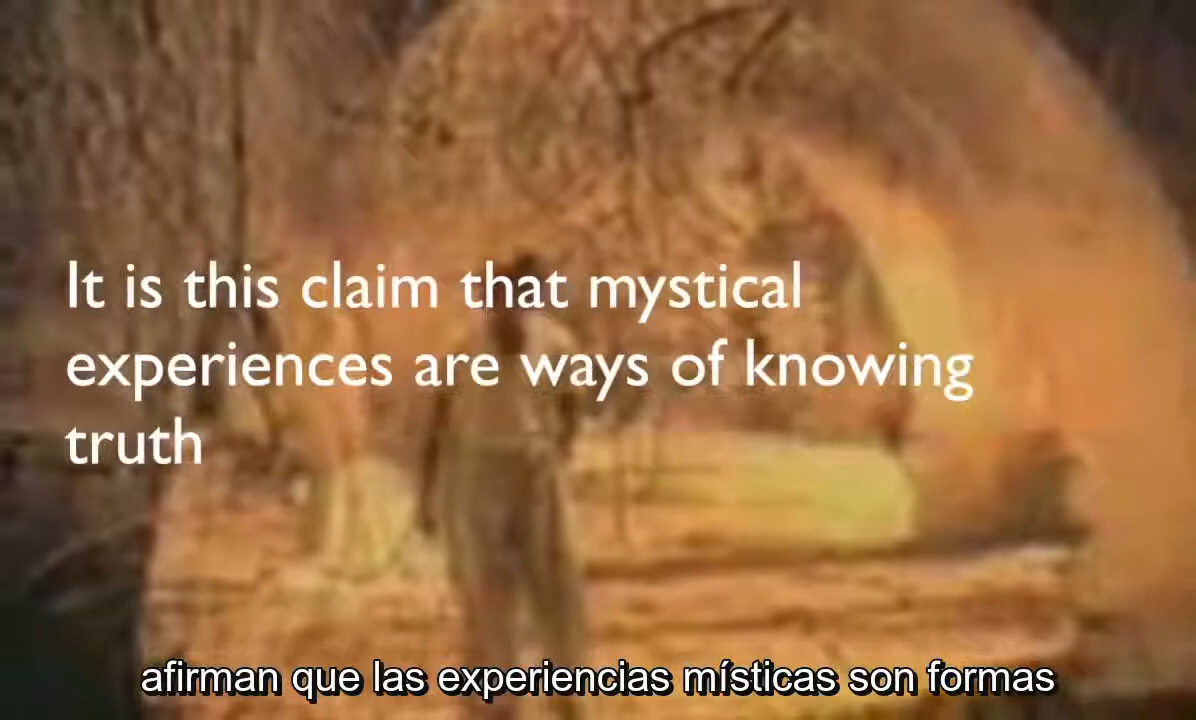 It is this claim that mystical
experiences are ways of knowing
truth
afirman que las experiencias místicas son formas